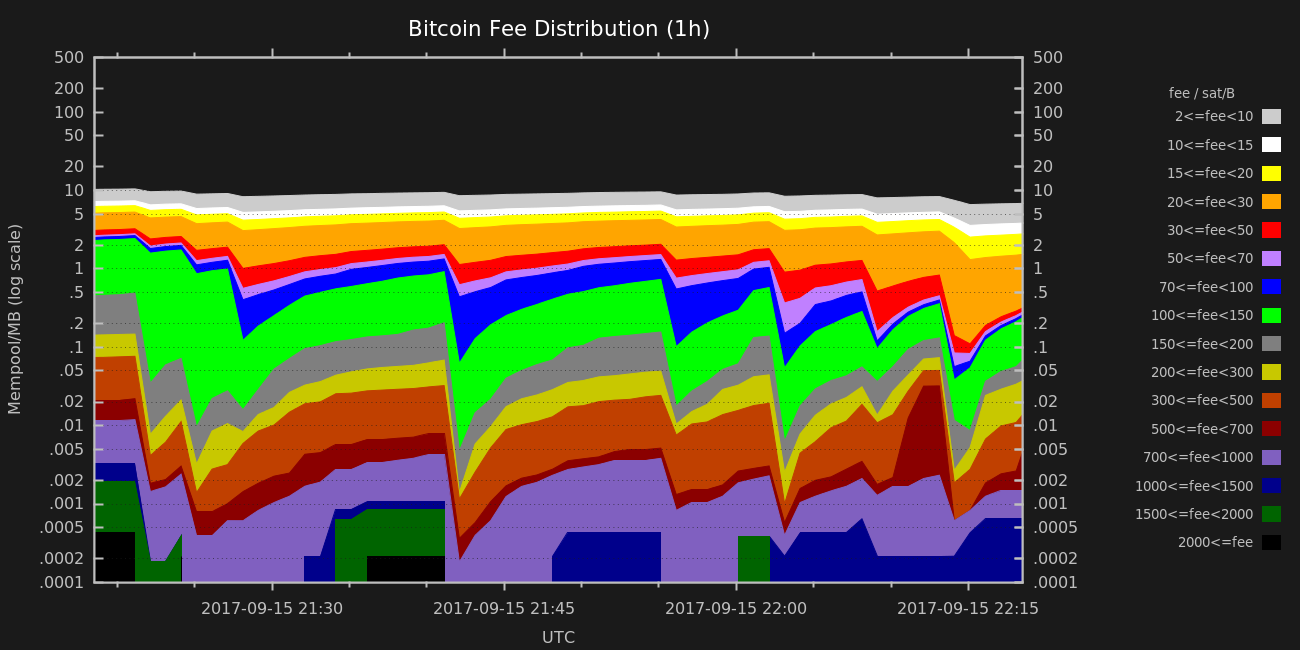 Bitcoin Fee Distribution (1h)
Mempool/MB (log scale)
500
200
100
50
20
10
5
2
1
.5
.2
.1
.05
.02
.01
.005
.002
.001
.0005
.0002
.0001
500
200
100
50
20
10
5
2
1
.5
.2
.1
.05
.02
.01
.005
.002
.001
.0005
.0002
.0001
2017-09-15 21:30
2017-09-15 21:45
2017-09-15 22:00
2017-09-15 22:15
UTC
fee / sat/B
2<=fee<10
10<=fee<15
15<=fee<20
20<=fee<30
30<=fee<50
50<=fee<70
70<=fee<100
100<=fee<150
150<=fee<200
200<=fee<300
300<=fee<500
500<=fee<700
700<=fee<1000
1000<=fee<1500
1500<=fee<2000
2000<=fee